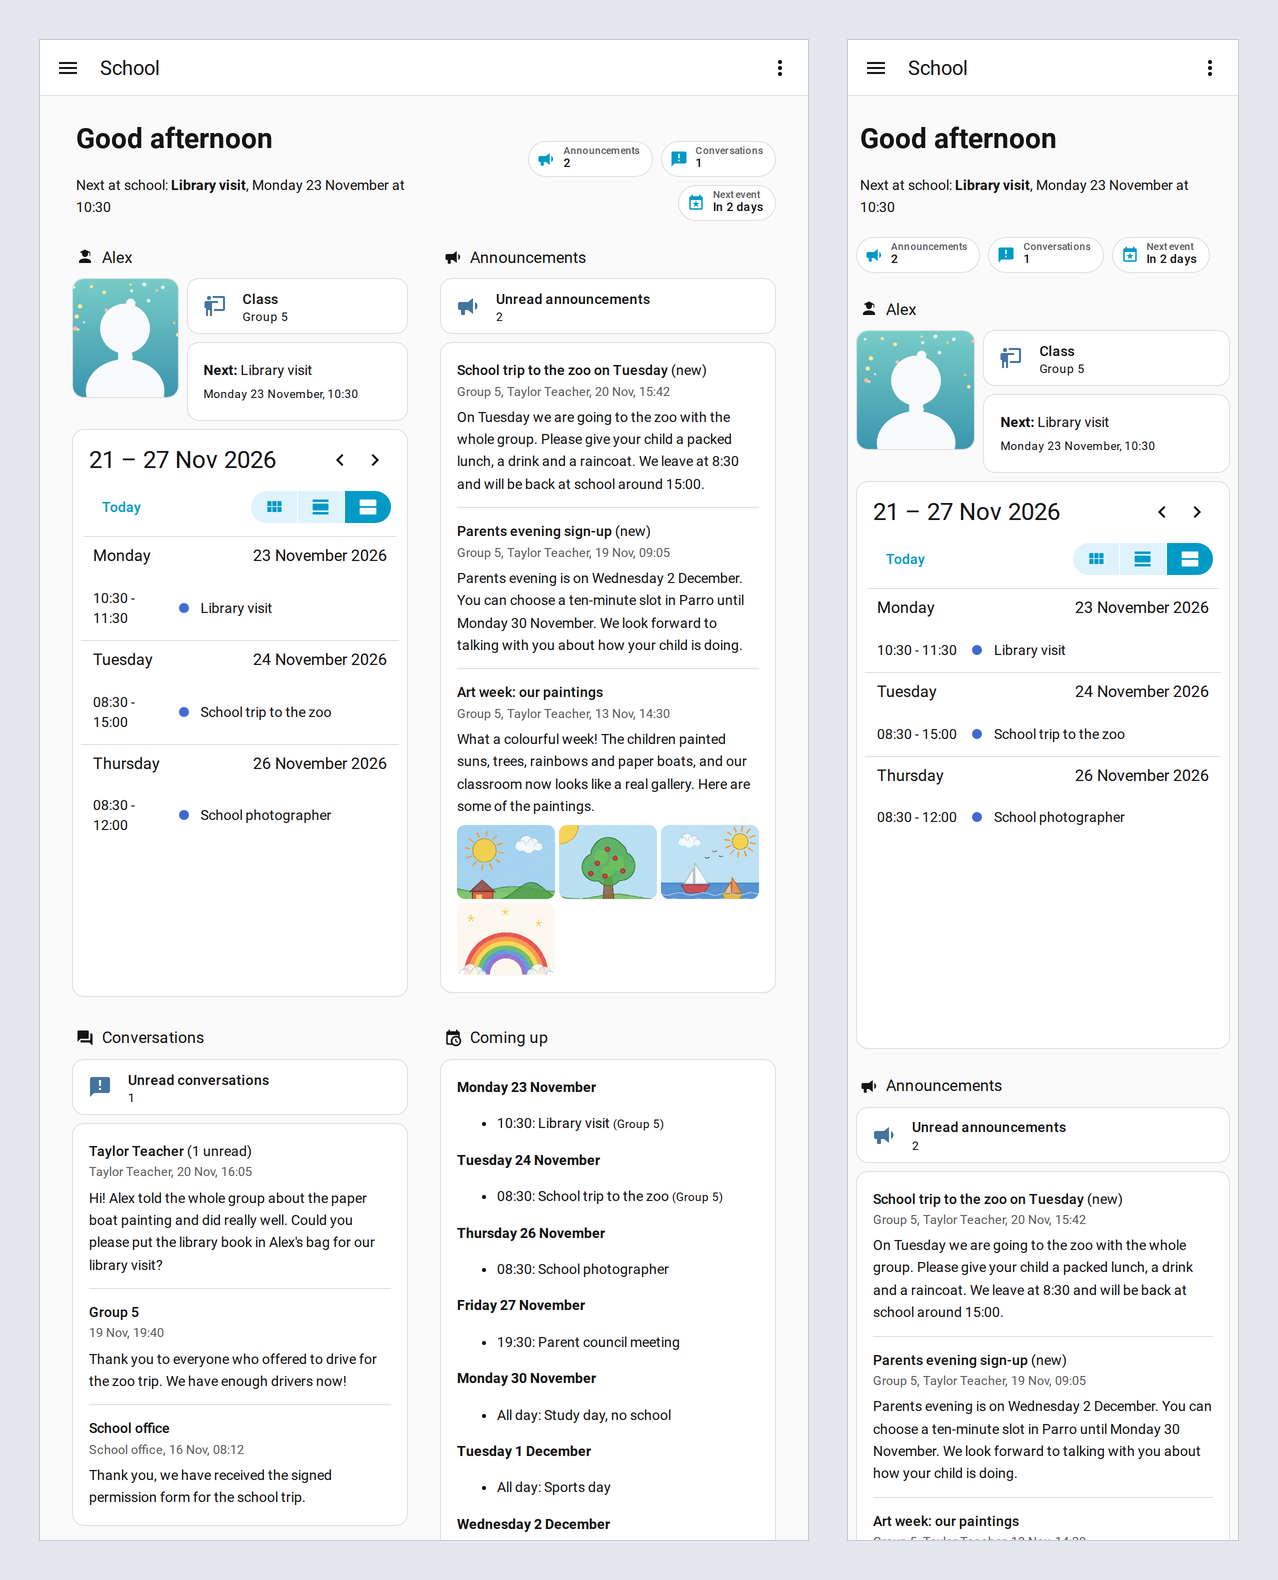 School
Good afternoon
Next at school: Library visit, Monday 23 November at
10:30
Announcements
2
Conversations
1
Next event
In 2 days
Alex
Class
Group 5
Next: Library visit
Monday 23 November, 10:30
21 – 27 Nov 2026
Today
Monday 23 November 2026
10:30 -
11:30
Library visit
Tuesday 24 November 2026
08:30 -
15:00
School trip to the zoo
Thursday 26 November 2026
08:30 -
12:00
School photographer
Announcements
Unread announcements
2
School trip to the zoo on Tuesday (new)
Group 5, Taylor Teacher, 20 Nov, 15:42
On Tuesday we are going to the zoo with the
whole group. Please give your child a packed
lunch, a drink and a raincoat. We leave at 8:30
and will be back at school around 15:00.
Parents evening sign-up (new)
Group 5, Taylor Teacher, 19 Nov, 09:05
Parents evening is on Wednesday 2 December.
You can choose a ten-minute slot in Parro until
Monday 30 November. We look forward to
talking with you about how your child is doing.
Art week: our paintings
Group 5, Taylor Teacher, 13 Nov, 14:30
What a colourful week! The children painted
suns, trees, rainbows and paper boats, and our
classroom now looks like a real gallery. Here are
some of the paintings.
Conversations
Unread conversations
1
Taylor Teacher (1 unread)
Taylor Teacher, 20 Nov, 16:05
Hi! Alex told the whole group about the paper
boat painting and did really well. Could you
please put the library book in Alex's bag for our
library visit?
Group 5
19 Nov, 19:40
Thank you to everyone who offered to drive for
the zoo trip. We have enough drivers now!
School office
School office, 16 Nov, 08:12
Thank you, we have received the signed
permission form for the school trip.
Coming up
Monday 23 November
• 10:30: Library visit (Group 5)
Tuesday 24 November
• 08:30: School trip to the zoo (Group 5)
Thursday 26 November
• 08:30: School photographer
Friday 27 November
• 19:30: Parent council meeting
Monday 30 November
• All day: Study day, no school
Tuesday 1 December
• All day: Sports day
Wednesday 2 December
School
Good afternoon
Next at school: Library visit, Monday 23 November at
10:30
Announcements
2
Conversations
1
Next event
In 2 days
Alex
Class
Group 5
Next: Library visit
Monday 23 November, 10:30
21 – 27 Nov 2026
Today
Monday 23 November 2026
10:30 - 11:30 Library visit
Tuesday 24 November 2026
08:30 - 15:00 School trip to the zoo
Thursday 26 November 2026
08:30 - 12:00 School photographer
Announcements
Unread announcements
2
School trip to the zoo on Tuesday (new)
Group 5, Taylor Teacher, 20 Nov, 15:42
On Tuesday we are going to the zoo with the whole
group. Please give your child a packed lunch, a drink
and a raincoat. We leave at 8:30 and will be back at
school around 15:00.
Parents evening sign-up (new)
Group 5, Taylor Teacher, 19 Nov, 09:05
Parents evening is on Wednesday 2 December. You can
choose a ten-minute slot in Parro until Monday 30
November. We look forward to talking with you about
how your child is doing.
Art week: our paintings